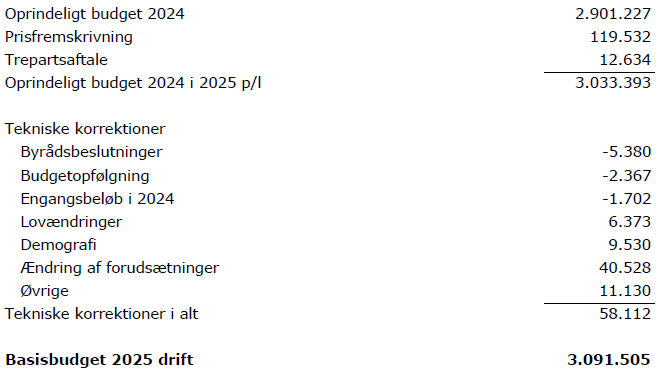 Oprindeligt budget 2024 2.901.227
Prisfremskrivning 119.532
Trepartsaftale 12.634
Oprindeligt budget 2024 i 2025 p/l 3.033.393
Tekniske korrektioner
Byrådsbeslutninger -5.380
Budgetopfølgning -2.367
Engangsbeløb i 2024 -1.702
Lovændringer 6.373
Demografi 9.530
Ændring af forudsætninger 40.528
Øvrige 11.130
Tekniske korrektioner i alt 58.112
Basisbudget 2025 drift 3.091.505